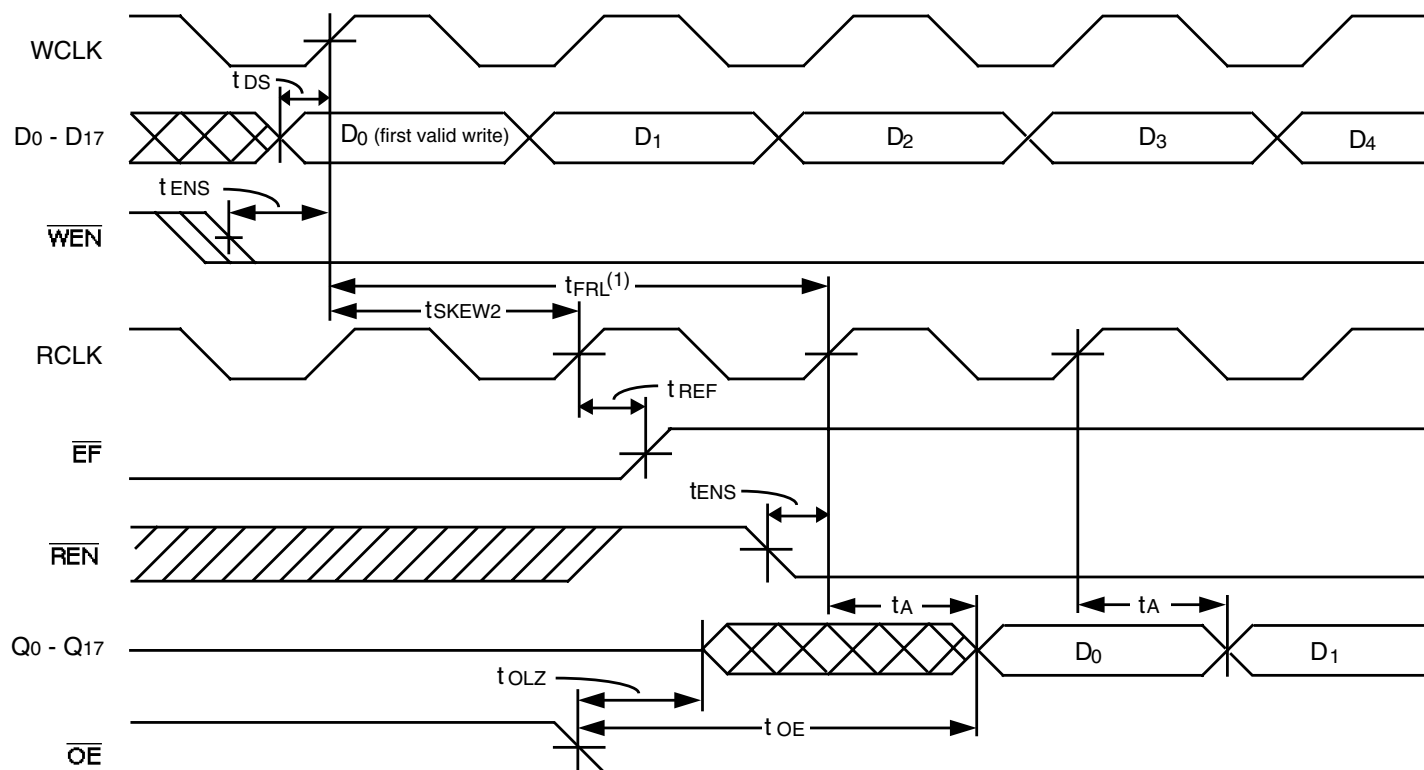 WCLK
tDS
D0 - D17
D0 (first valid write)
D1
D2
D3
D4
tENS
WEN
tFRL(1)
tSKEW2
RCLK
tREF
EF
tENS
REN
tA
tA
Q0 - Q17
D0
D1
tOLZ
tOE
OE